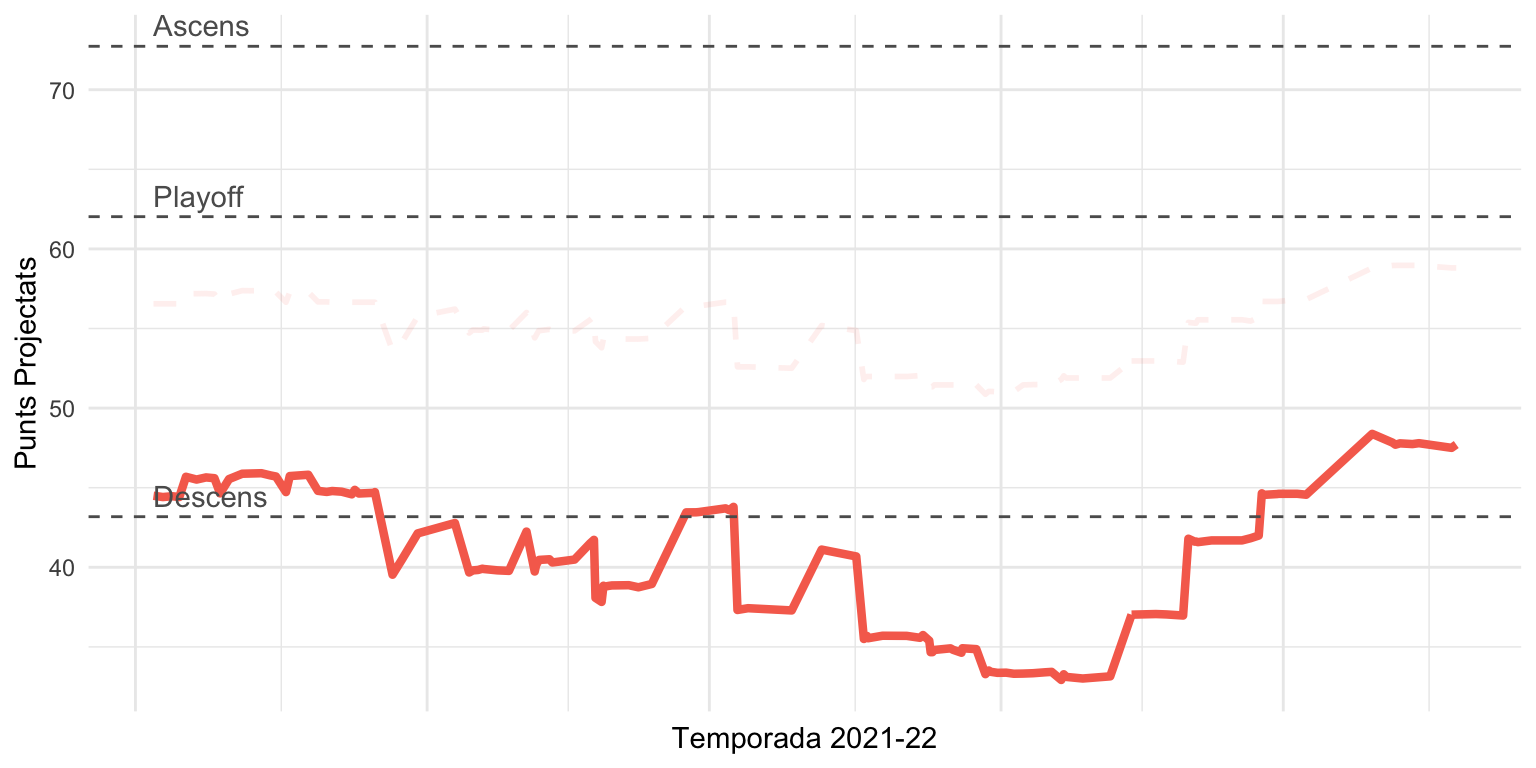 Ascens
70
Playoff
60
50
Descens
40
Punts Projectats
Temporada 2021-22